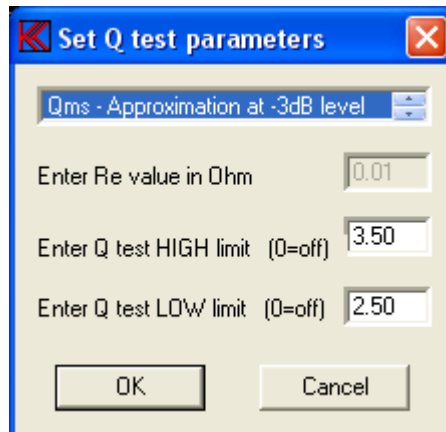 Set Q test parameters
Qms - Approximation at -3dB level
Enter Re value in Ohm 0.01
Enter Q test HIGH limit (0=off) 3.50
Enter Q test LOW limit (0=off) 2.50
OK Cancel